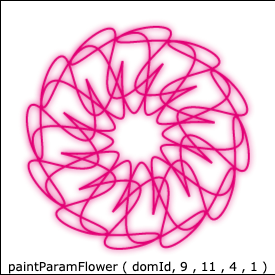 paintParamFlower ( domId, 9 , 11 , 4 , 1 )